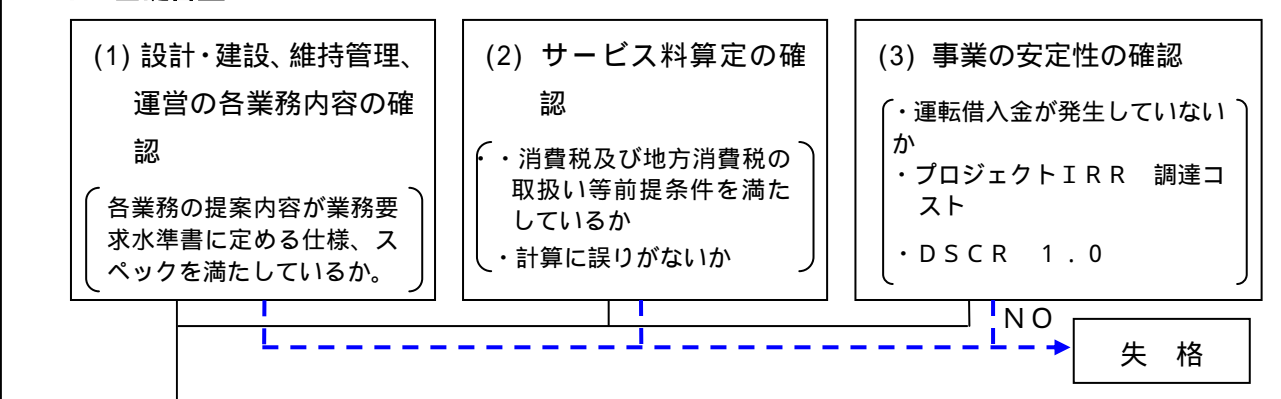 (1) 設計・建設、維持管理、
運営の各業務内容の確
認
各業務の提案内容が業務要
求水準書に定める仕様、ス
ペックを満たしているか。
(2) サービス料算定の確
認
・・消費税及び地方消費税の
取扱い等前提条件を満た
しているか
・計算に誤りがないか
(3) 事業の安定性の確認
・運転借入金が発生していない
か
・プロジェクトＩＲＲ 調達コ
スト
・ＤＳＣＲ １．０
ＮＯ
失 格